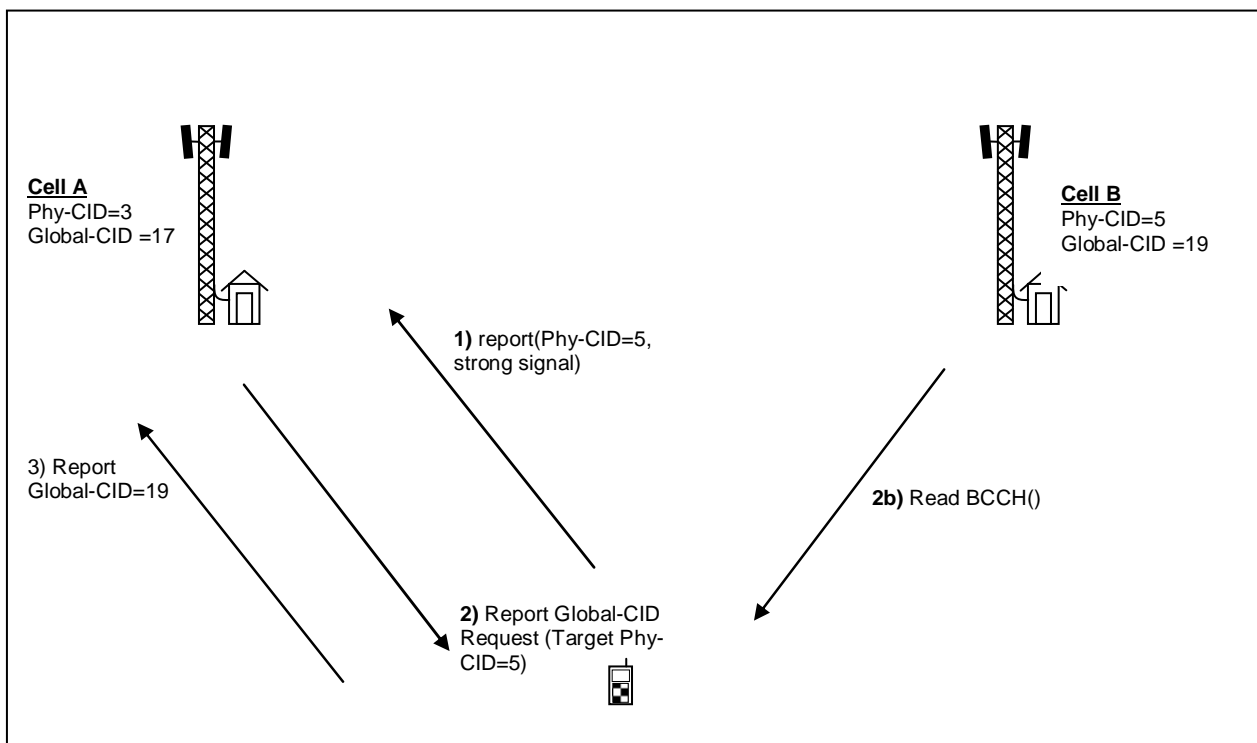 Cell A
Phy-CID=3
Global-CID =17
Cell B
Phy-CID=5
Global-CID =19
1) report(Phy-CID=5,
strong signal)
3) Report
Global-CID=19
2b) Read BCCH()
2) Report Global-CID
Request (Target Phy-
CID=5)